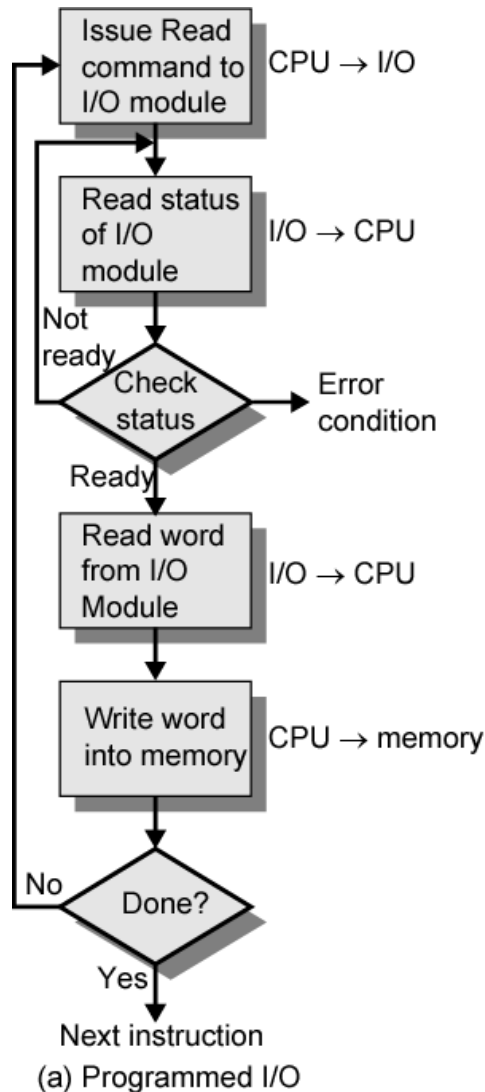 Issue Read
command to
I/O module
CPU → I/O
Read status
of I/O
module
I/O → CPU
Not
ready
Check
status
Error
condition
Ready
Read word
from I/O
Module
I/O → CPU
Write word
into memory
CPU → memory
No
Done?
Yes
Next instruction
(a) Programmed I/O